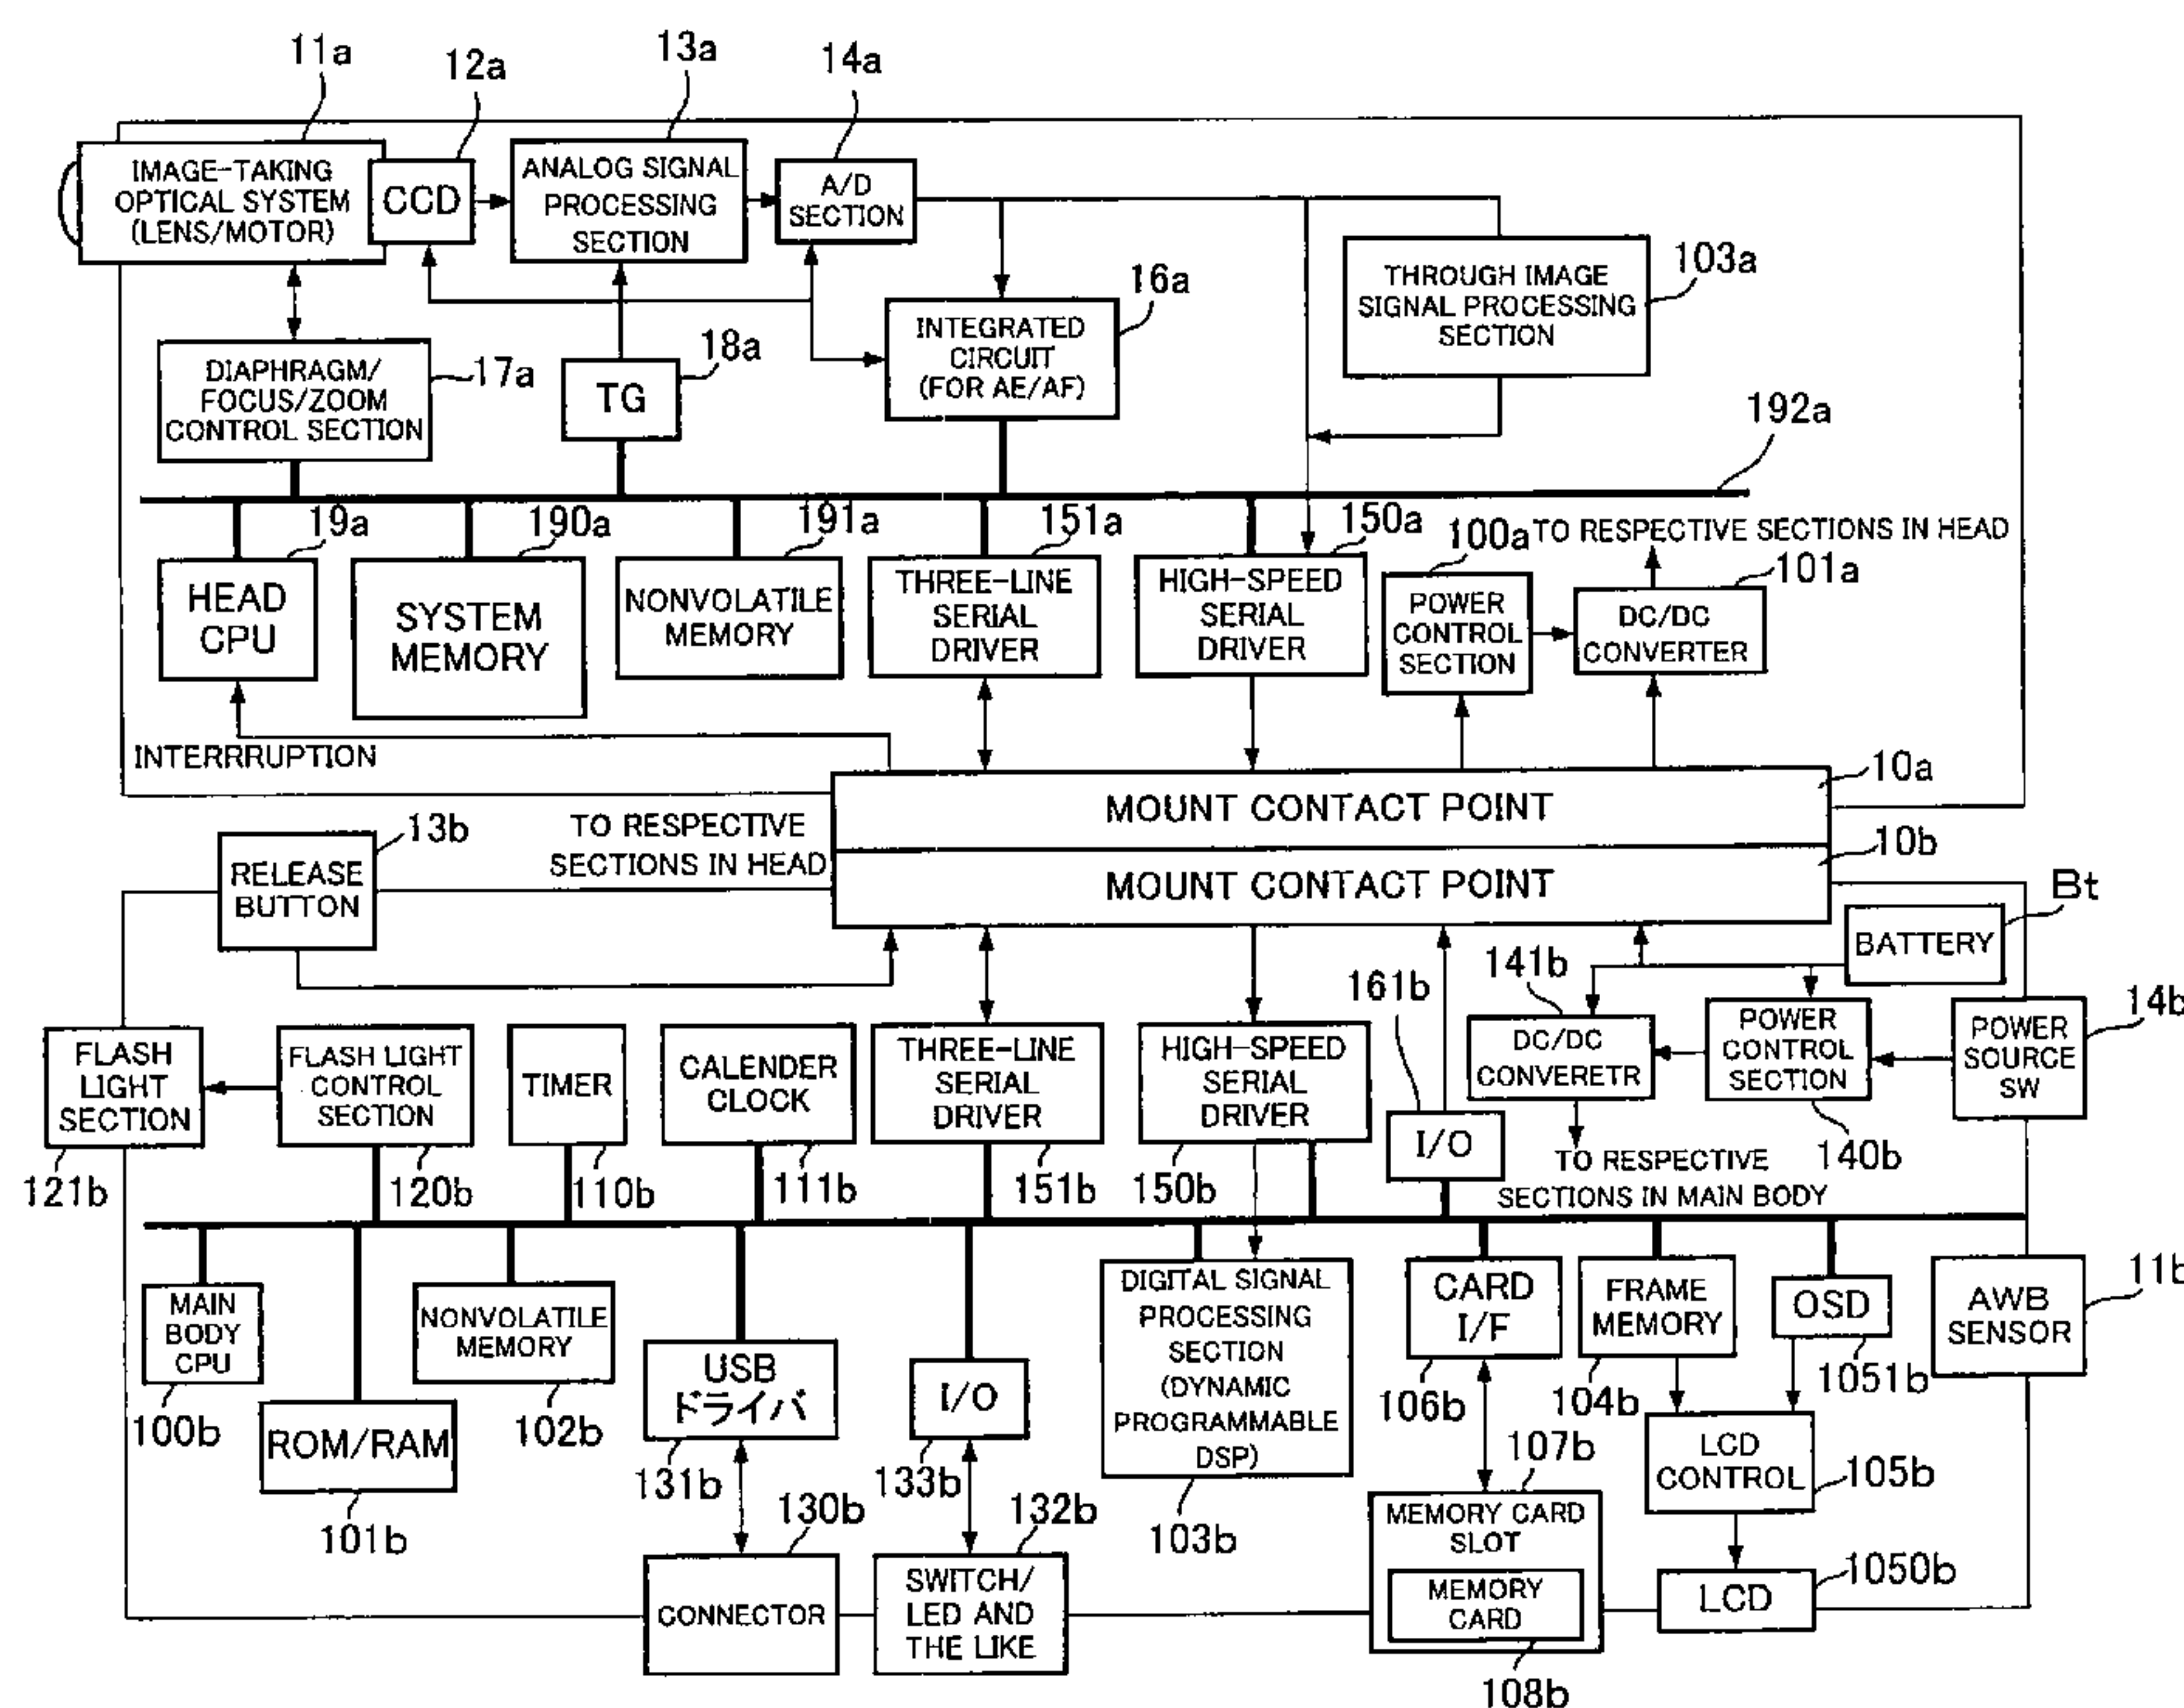 11a
12a
13a
14a
IMAGE-TAKING
OPTICAL SYSTEM
(LENS/MOTOR)
CCD
ANALOG SIGNAL
PROCESSING
SECTION
A/D
SECTION
THROUGH IMAGE
SIGNAL PROCESSING
SECTION
103a
16a
INTEGRATED
CIRCUIT
(FOR AE/AF)
DIAPHRAGM/
FOCUS/ZOOM
CONTROL SECTION
17a
18a
TG
192a
19a
190a
191a
151a
150a
100a
TO RESPECTIVE SECTIONS IN HEAD
101a
HEAD
CPU
SYSTEM
MEMORY
NONVOLATILE
MEMORY
THREE-LINE
SERIAL
DRIVER
HIGH-SPEED
SERIAL
DRIVER
POWER
CONTROL
SECTION
DC/DC
CONVERTER
INTERRRUPTION
MOUNT CONTACT POINT
10a
13b
TO RESPECTIVE
SECTIONS IN HEAD
RELEASE
BUTTON
MOUNT CONTACT POINT
10b
Bt
BATTERY
141b
161b
14b
FLASH
LIGHT
SECTION
FLASH LIGHT
CONTROL
SECTION
TIMER
CALENDER
CLOCK
THREE-LINE
SERIAL
DRIVER
HIGH-SPEED
SERIAL
DRIVER
I/O
DC/DC
CONVERETR
POWER
CONTROL
SECTION
POWER
SOURCE
SW
121b
120b
110b
111b
151b
150b
TO RESPECTIVE
SECTIONS IN MAIN BODY
140b
MAIN
BODY
CPU
100b
ROM/RAM
101b
NONVOLATILE
MEMORY
102b
USB
ドライバ
131b
I/O
133b
DIGITAL SIGNAL
PROCESSING
SECTION
(DYNAMIC
PROGRAMMABLE
DSP)
103b
CARD
I/F
106b
FRAME
MEMORY
104b
OSD
1051b
AWB
SENSOR
11b
LCD
CONTROL
105b
107b
130b
132b
CONNECTOR
SWITCH/
LED AND
THE LIKE
MEMORY CARD
SLOT
MEMORY
CARD
108b
LCD
1050b